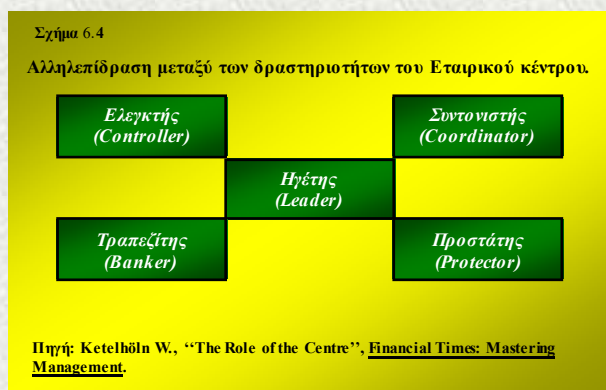 Σχήμα 6.4
Αλληλεπίδραση μεταξύ των δραστηριοτήτων του Εταιρικού κέντρου.
Ελεγκτής
(Controller)
Συντονιστής
(Coordinator)
Ηγέτης
(Leader)
Τραπεζίτης
(Banker)
Προστάτης
(Protector)
Πηγή: Ketelhöln W., ‘‘The Role of the Centre’’, Financial Times: Mastering
Management.